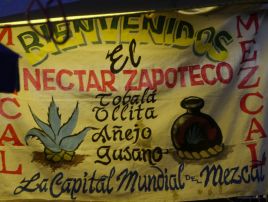 BIENVENIDOS
El
NECTAR ZAPOTECO
MEZCAL
Tobalá
Ollita
Añejo
Gusano
MEZCAL
La Capital Mundial DEL Mezcal